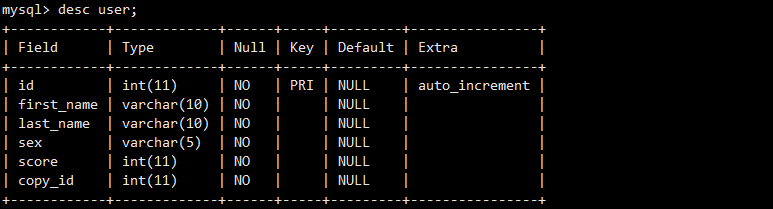 mysql> desc user;
+------------+-------------+------+-----+---------+----------------+
| Field      | Type        | Null | Key | Default | Extra          |
+------------+-------------+------+-----+---------+----------------+
| id         | int(11)     | NO   | PRI | NULL    | auto_increment |
| first_name | varchar(10) | NO   |     | NULL    |                |
| last_name  | varchar(10) | NO   |     | NULL    |                |
| sex        | varchar(5)  | NO   |     | NULL    |                |
| score      | int(11)     | NO   |     | NULL    |                |
| copy_id    | int(11)     | NO   |     | NULL    |                |
+------------+-------------+------+-----+---------+----------------+